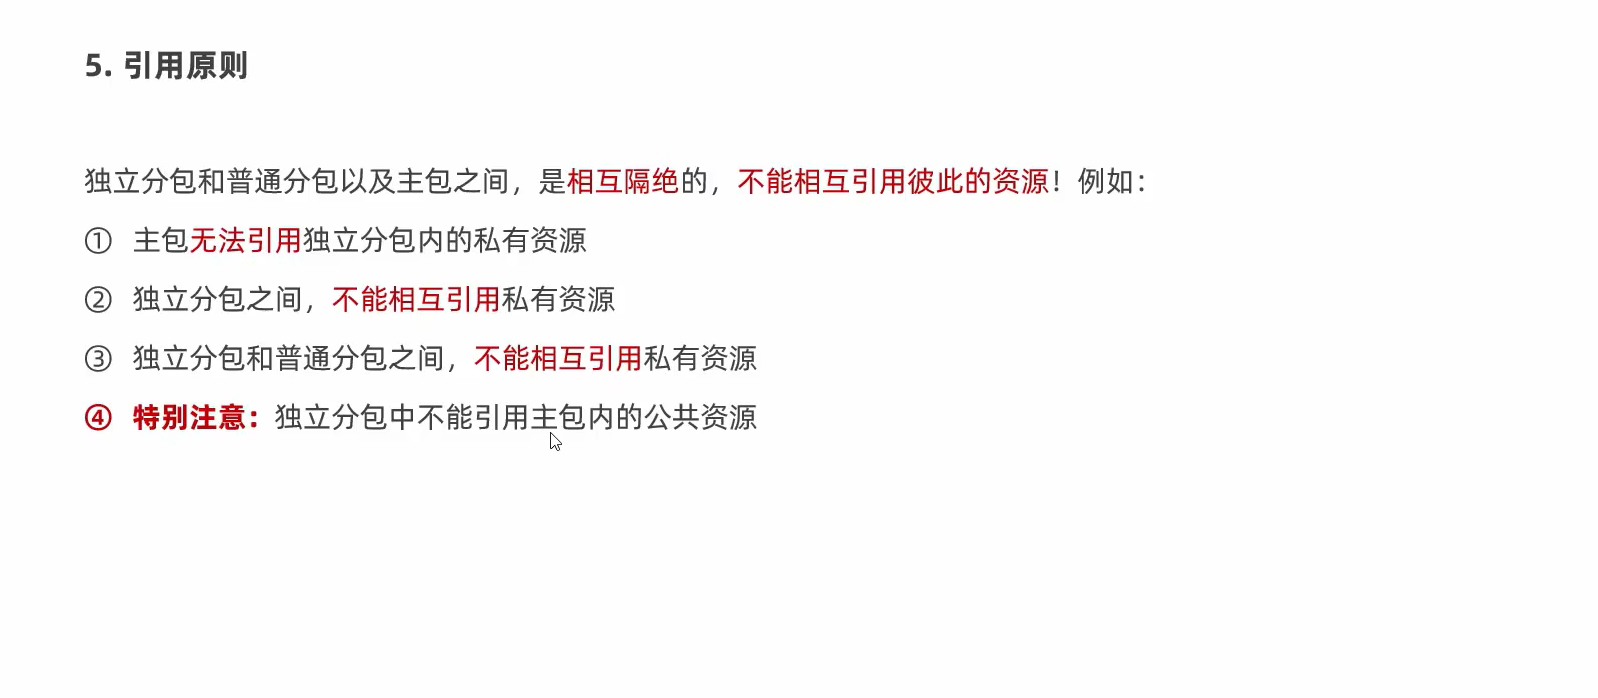 5. 引用原则
独立分包和普通分包以及主包之间，是相互隔绝的，不能相互引用彼此的资源！例如：
① 主包无法引用独立分包内的私有资源
② 独立分包之间，不能相互引用私有资源
③ 独立分包和普通分包之间，不能相互引用私有资源
④ 特别注意：独立分包中不能引用主包内的公共资源